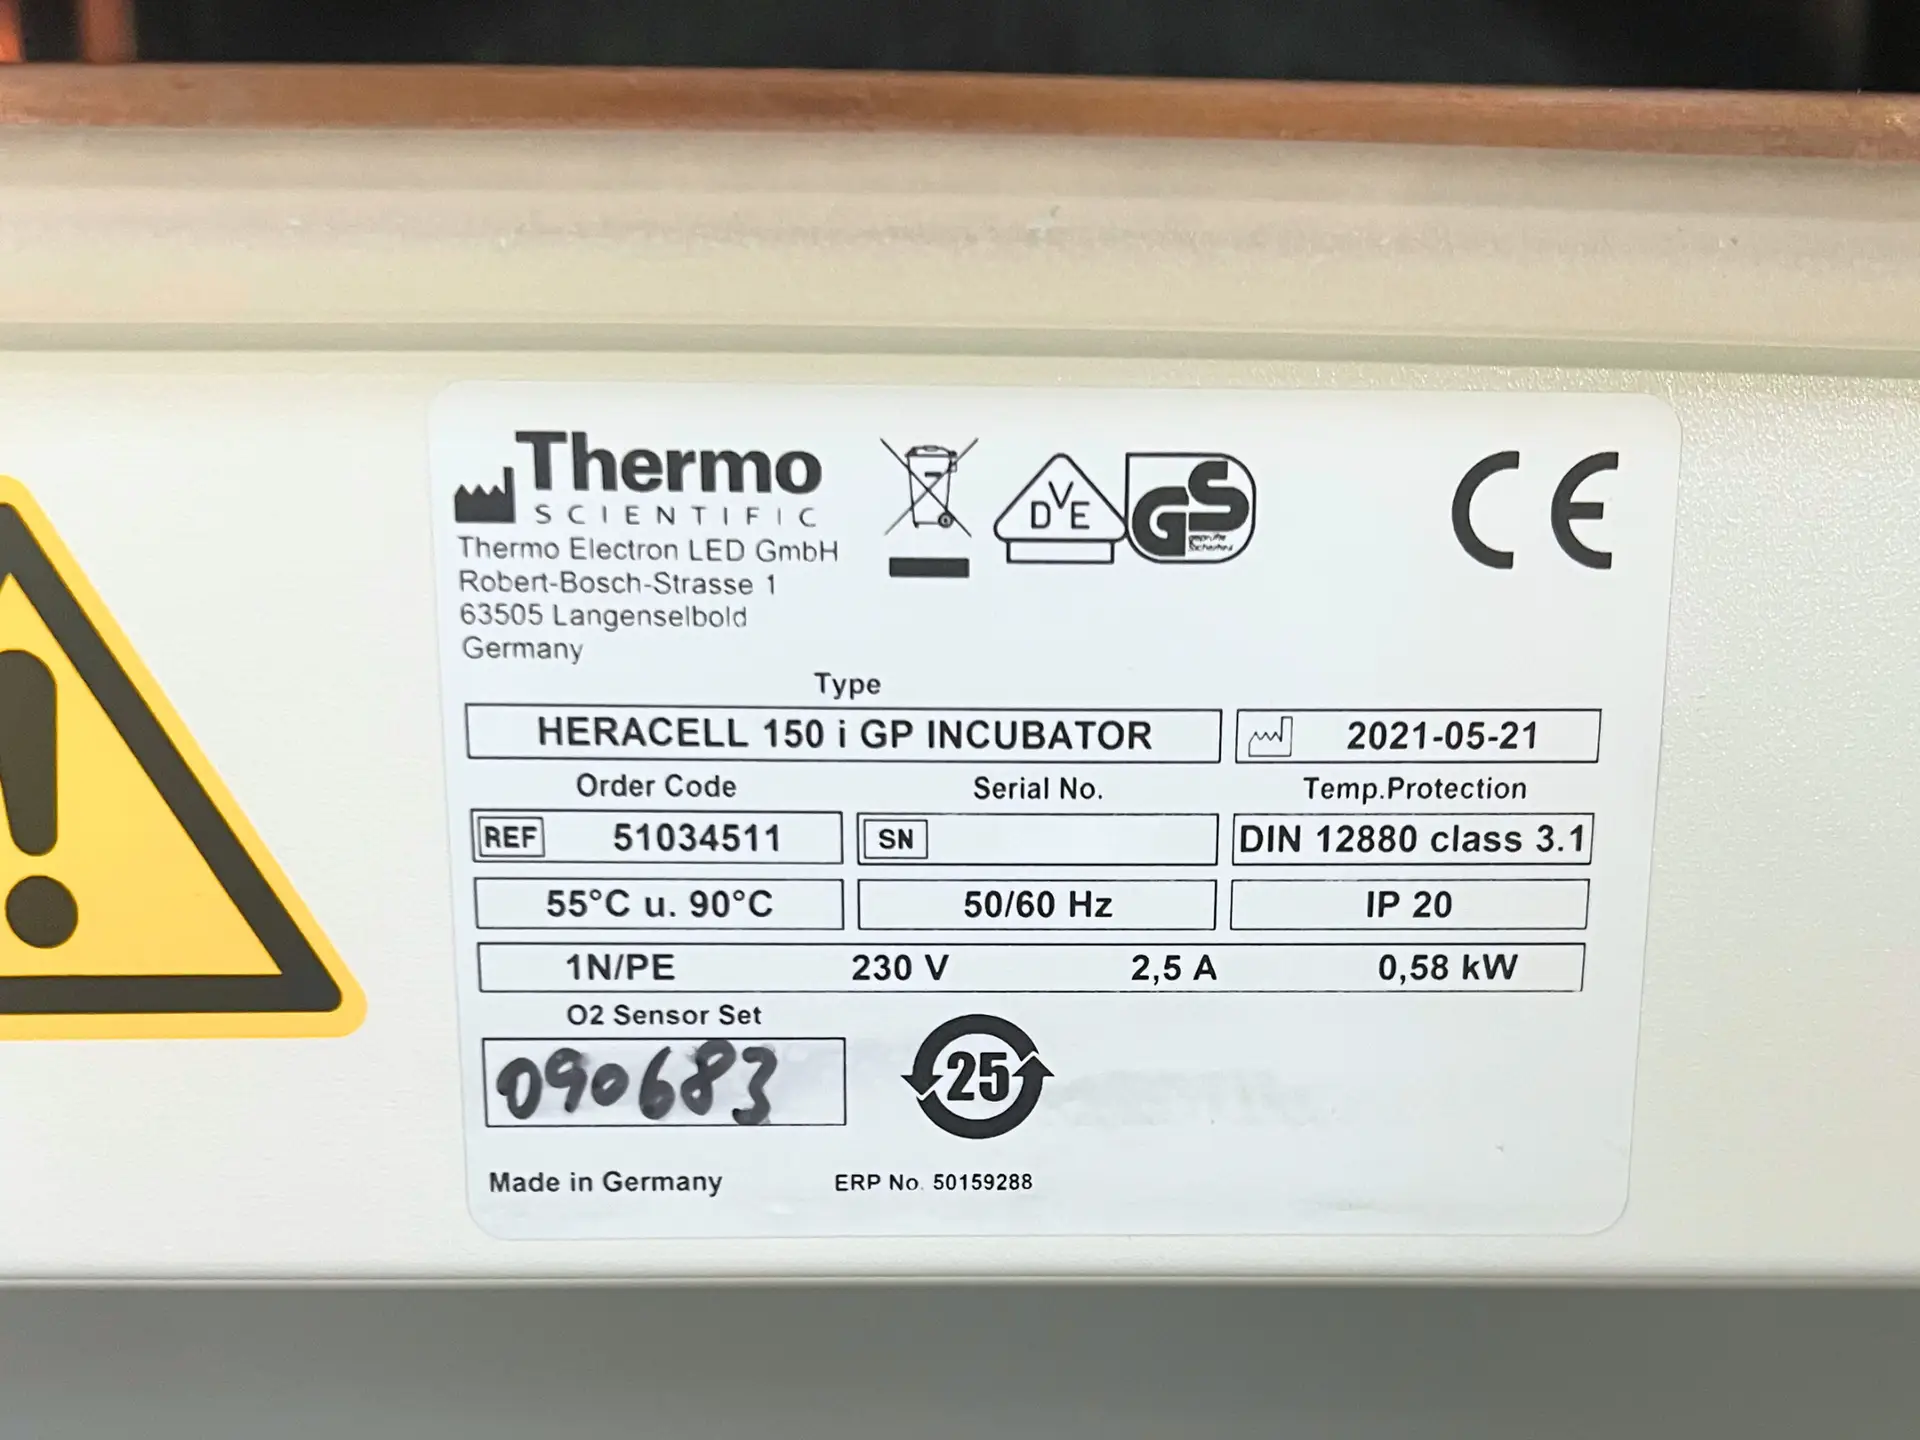 Thermo
SCIENTIFIC
Thermo Electron LED GmbH
Robert-Bosch-Strasse 1
63505 Langenselbold
Germany
DVE
GS
geprüfte
Sicherheit
CE
Type
HERACELL 150 i GP INCUBATOR
2021-05-21
Order Code Serial No. Temp.Protection
REF 51034511 SN DIN 12880 class 3.1
55°C u. 90°C 50/60 Hz IP 20
1N/PE 230 V 2,5 A 0,58 kW
O2 Sensor Set
090683
25
Made in Germany ERP No. 50159288